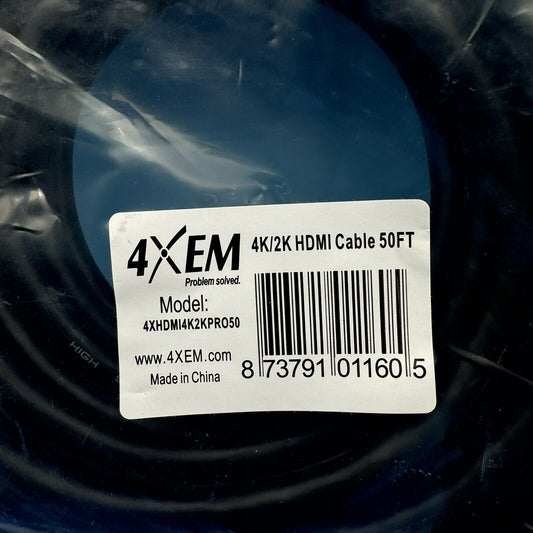 4XEM
Problem solved.
4K/2K HDMI Cable 50FT
Model:
4XHDMI4K2KPRO50
www.4XEM.com
Made in China
8 73791 01160 5
HIGH